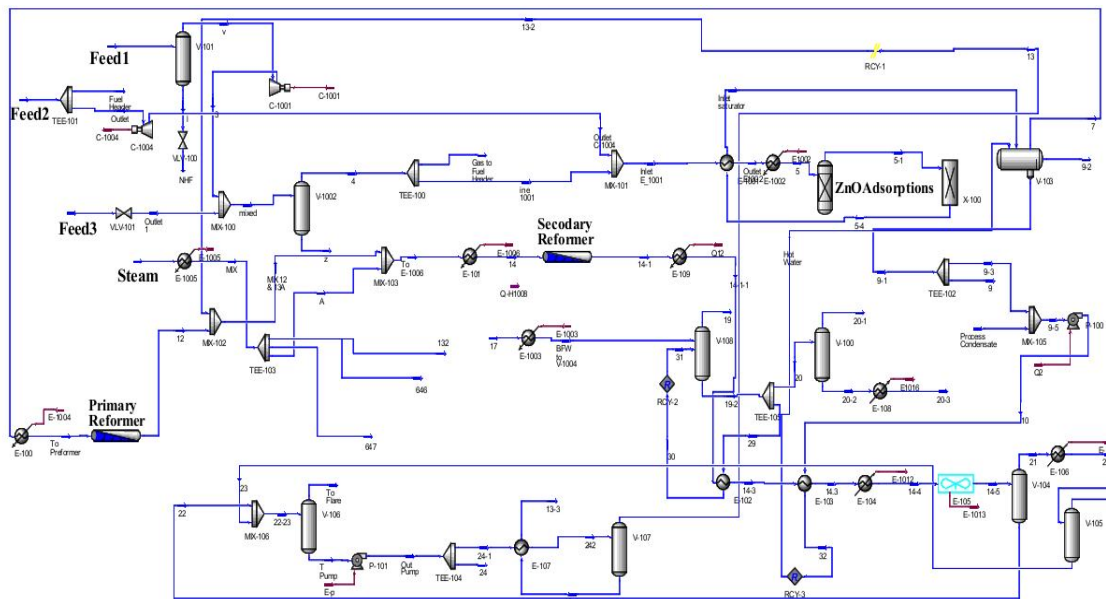 Feed1
V-101
v
13-2
13
RCY-1
Feed2
TEE-101
Fuel
Header
Outlet
C-1004
C-1004
l
VLV-100
NHF
3
C-1001
C-1001
Inlet
saturator
7
9-2
V-103
4
Gas to
Fuel
Header
TEE-100
Outlet
C-1004
MIX-101
Inlet
E_1001
E1002
E-1002
5
5-1
ZnOAdsorptions
X-100
5-4
Feed3
VLV-101
Outlet
1
MIX-100
mixed
V-1002
z
Steam
E-1005
E-1005
MIX
MIX 12
& 13A
A
MIX-103
To
E-1006
E-1006
E-101
14
Q-H1008
Secodary
Reformer
14-1
E-109
Q12
14-1-1
Hot
Water
9-1
TEE-102
9-3
9
MIX-105
Process
Condensate
9-5
P-100
Q2
10
12
MIX-102
TEE-103
132
646
647
17
E-1003
E-1003
BFW
to
V-1004
19
V-108
31
RCY-2
30
19-2
TEE-105
20
29
V-100
20-1
20-2
E1016
E-108
20-3
E-1004
E-100
To
Preformer
Primary
Reformer
E-102
14-3
E-103
E-1012
E-104
14-4
E-105
E-1013
14-5
21
V-104
E-106
V-105
32
RCY-3
22
23
MIX-106
22-23
To
Flare
V-106
T
Pump
P-101
E-p
Out
Pump
TEE-104
24-1
24
13-3
E-107
242
V-107